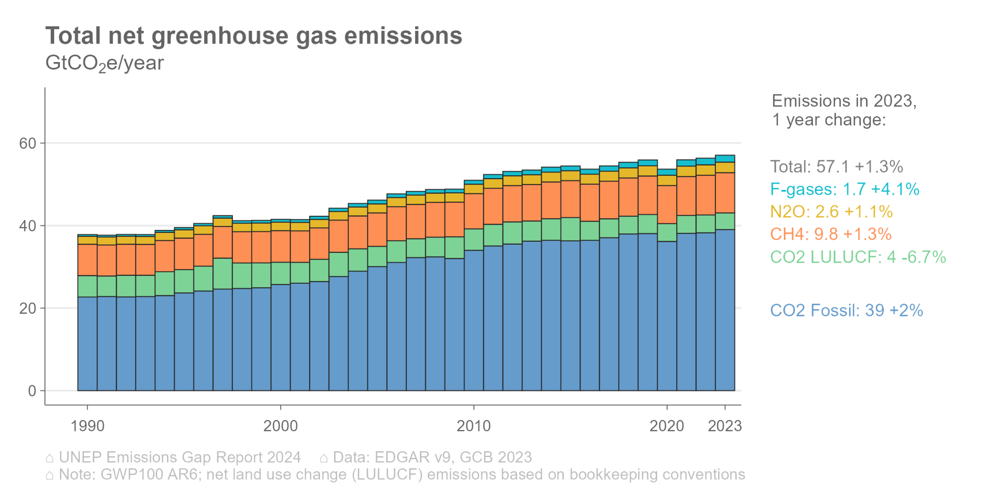 Total net greenhouse gas emissions
GtCO₂e/year
60
40
20
0
1990 2000 2010 2020 2023
Emissions in 2023,
1 year change:
Total: 57.1 +1.3%
F-gases: 1.7 +4.1%
N2O: 2.6 +1.1%
CH4: 9.8 +1.3%
CO2 LULUCF: 4 -6.7%
CO2 Fossil: 39 +2%
⌂ UNEP Emissions Gap Report 2024 ⌂ Data: EDGAR v9, GCB 2023
⌂ Note: GWP100 AR6; net land use change (LULUCF) emissions based on bookkeeping conventions